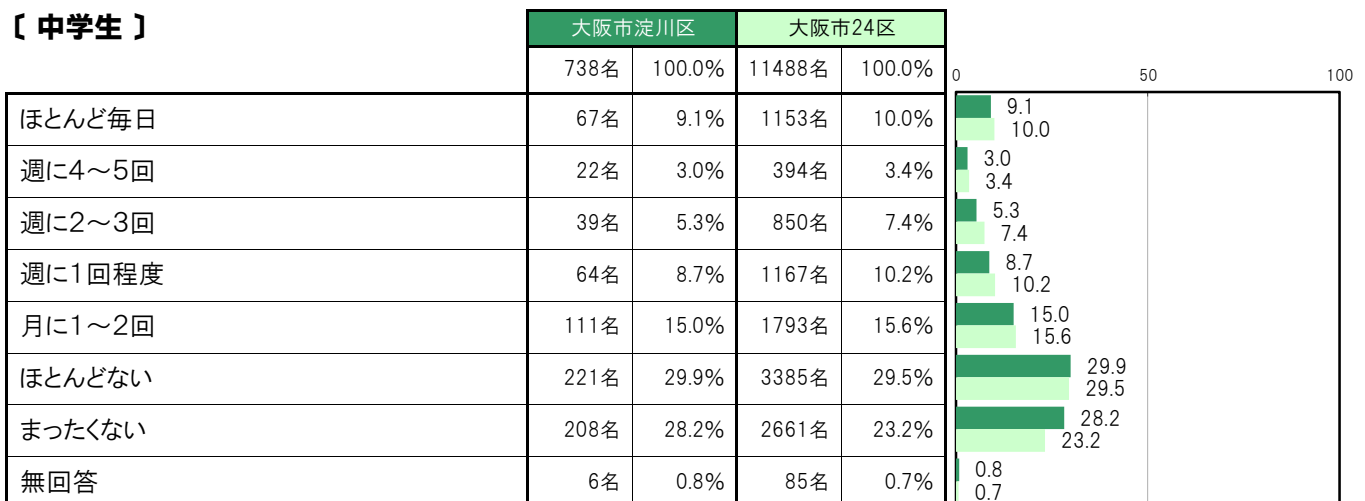 〔 中学生 〕
大阪市淀川区 大阪市24区
738名 100.0% 11488名 100.0%
0 50 100
ほとんど毎日 67名 9.1% 1153名 10.0% 9.1
10.0
週に4～5回 22名 3.0% 394名 3.4% 3.0
3.4
週に2～3回 39名 5.3% 850名 7.4% 5.3
7.4
週に1回程度 64名 8.7% 1167名 10.2% 8.7
10.2
月に1～2回 111名 15.0% 1793名 15.6% 15.0
15.6
ほとんどない 221名 29.9% 3385名 29.5% 29.9
29.5
まったくない 208名 28.2% 2661名 23.2% 28.2
23.2
無回答 6名 0.8% 85名 0.7% 0.8
0.7